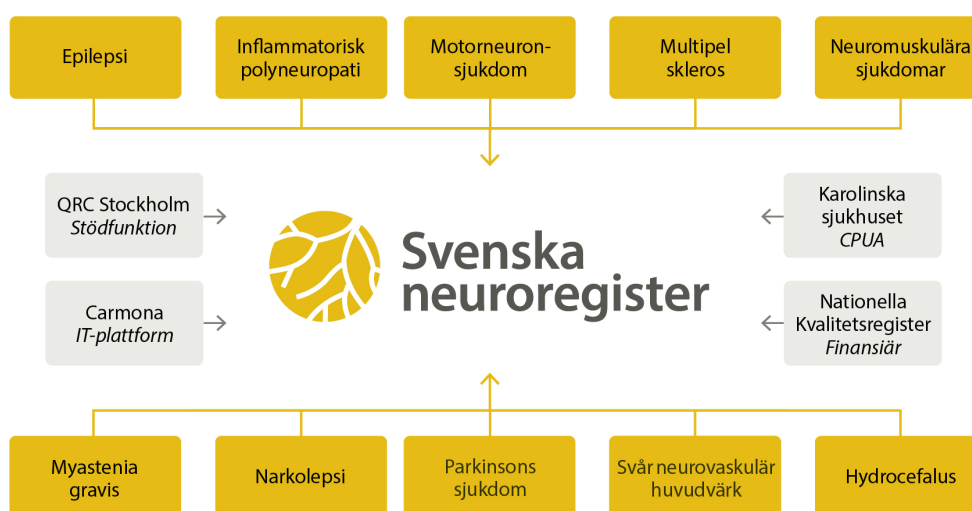 Epilepsi
Inflammatorisk
polyneuropati
Motorneuron-
sjukdom
Multipel
skleros
Neuromuskulära
sjukdomar
QRC Stockholm
Stödfunktion
Karolinska
sjukhuset
CPUA
Svenska
neuroregister
Carmona
IT-plattform
Nationella
Kvalitetsregister
Finansiär
Myastenia
gravis
Narkolepsi
Parkinsons
sjukdom
Svår neurovaskulär
huvudvärk
Hydrocefalus